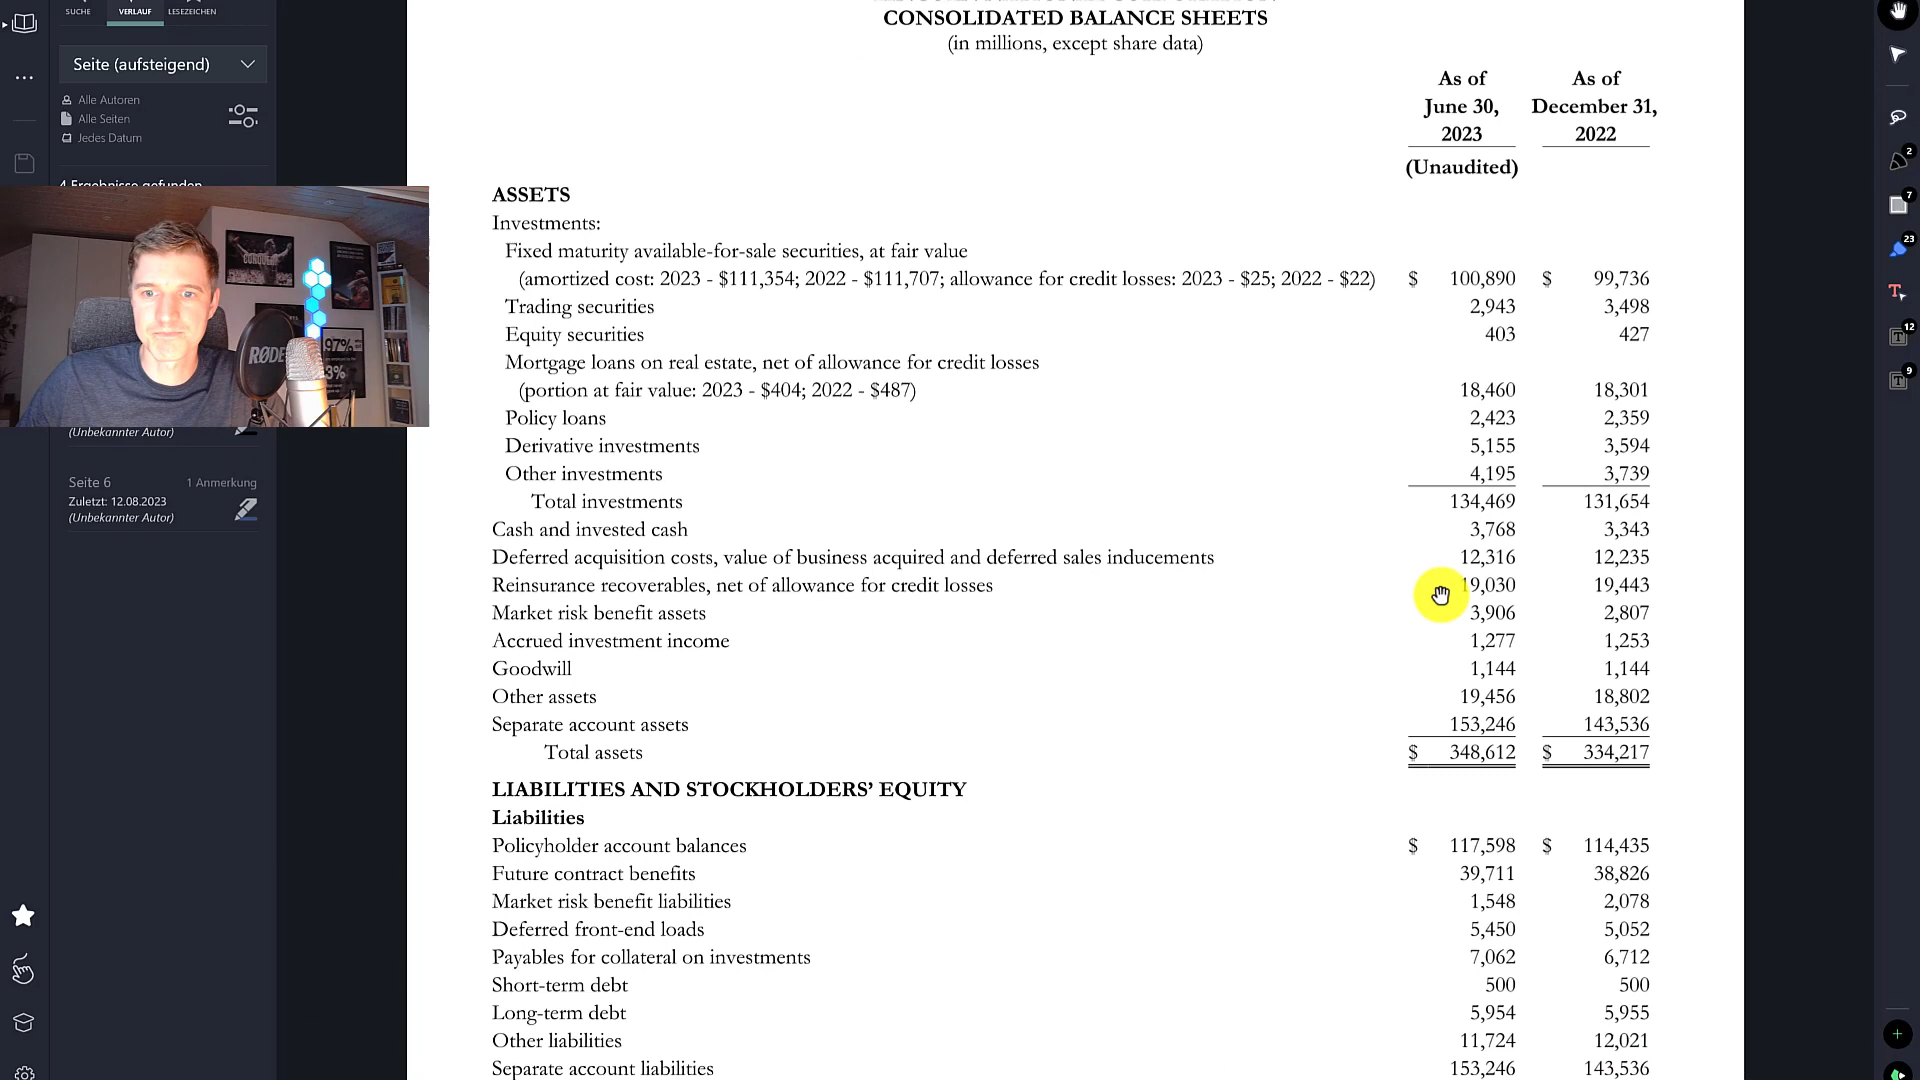 SUCHE
VERLAUF
LESEZEICHEN
Seite (aufsteigend)
Alle Autoren
Alle Seiten
Jedes Datum
(Unbekannter Autor)
Seite 6 1 Anmerkung
Zuletzt: 12.08.2023
(Unbekannter Autor)
CONQUER
RØDE
97%
3%
CONSOLIDATED BALANCE SHEETS
(in millions, except share data)
As of As of
June 30, December 31,
2023 2022
(Unaudited)
ASSETS
Investments:
Fixed maturity available-for-sale securities, at fair value
(amortized cost: 2023 - $111,354; 2022 - $111,707; allowance for credit losses: 2023 - $25; 2022 - $22) $ 100,890 $ 99,736
Trading securities 2,943 3,498
Equity securities 403 427
Mortgage loans on real estate, net of allowance for credit losses
(portion at fair value: 2023 - $404; 2022 - $487) 18,460 18,301
Policy loans 2,423 2,359
Derivative investments 5,155 3,594
Other investments 4,195 3,739
Total investments 134,469 131,654
Cash and invested cash 3,768 3,343
Deferred acquisition costs, value of business acquired and deferred sales inducements 12,316 12,235
Reinsurance recoverables, net of allowance for credit losses 19,030 19,443
Market risk benefit assets 3,906 2,807
Accrued investment income 1,277 1,253
Goodwill 1,144 1,144
Other assets 19,456 18,802
Separate account assets 153,246 143,536
Total assets $ 348,612 $ 334,217
LIABILITIES AND STOCKHOLDERS’ EQUITY
Liabilities
Policyholder account balances $ 117,598 $ 114,435
Future contract benefits 39,711 38,826
Market risk benefit liabilities 1,548 2,078
Deferred front-end loads 5,450 5,052
Payables for collateral on investments 7,062 6,712
Short-term debt 500 500
Long-term debt 5,954 5,955
Other liabilities 11,724 12,021
Separate account liabilities 153,246 143,536
2
7
23
12
9